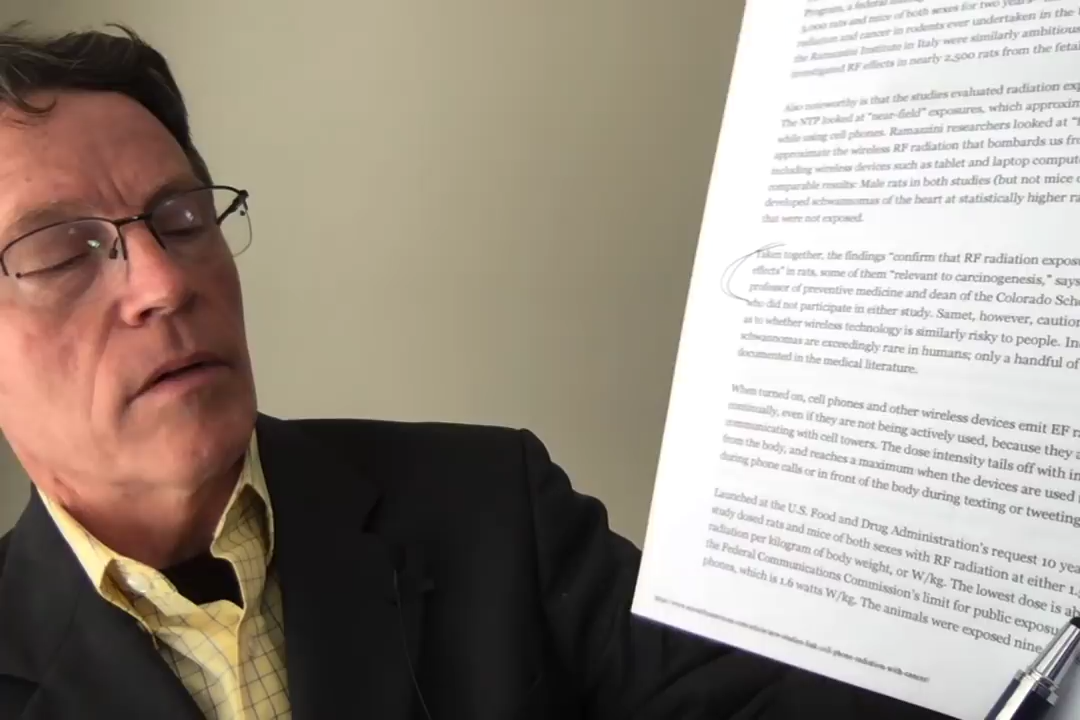 Program, a federal
5,000 rats and mice of both sexes for two years
radiation and cancer in rodents ever undertaken in the
the Ramazzini Institute in Italy were similarly ambitious
investigated RF effects in nearly 2,500 rats from the fetal
Also noteworthy is that the studies evaluated radiation exp
The NTP looked at “near-field” exposures, which approxim
while using cell phones. Ramazzini researchers looked at
approximate the wireless RF radiation that bombards us fro
including wireless devices such as tablet and laptop compute
comparable results: Male rats in both studies (but not mice
developed schwannomas of the heart at statistically higher ra
that were not exposed.
Taken together, the findings “confirm that RF radiation exposu
effects” in rats, some of them “relevant to carcinogenesis,” says
professor of preventive medicine and dean of the Colorado Sch
who did not participate in either study. Samet, however, caution
as to whether wireless technology is similarly risky to people. In
schwannomas are exceedingly rare in humans; only a handful of
documented in the medical literature.
When turned on, cell phones and other wireless devices emit EF r
continually, even if they are not being actively used, because they a
communicating with cell towers. The dose intensity tails off with in
from the body, and reaches a maximum when the devices are used
during phone calls or in front of the body during texting or tweeting
Launched at the U.S. Food and Drug Administration's request 10 yea
study dosed rats and mice of both sexes with RF radiation at either 1.
radiation per kilogram of body weight, or W/kg. The lowest dose is ab
the Federal Communications Commission's limit for public exposu
phones, which is 1.6 watts W/kg. The animals were exposed nine